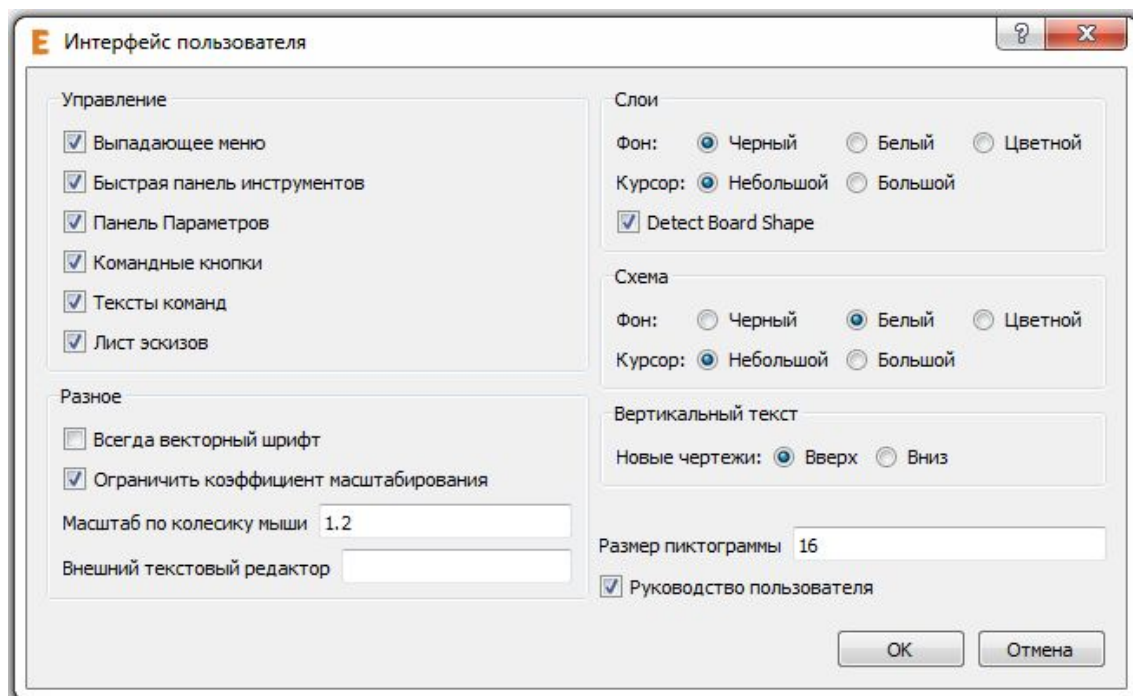 E Интерфейс пользователя
Управление
Выпадающее меню
Быстрая панель инструментов
Панель Параметров
Командные кнопки
Тексты команд
Лист эскизов
Разное
Всегда векторный шрифт
Ограничить коэффициент масштабирования
Масштаб по колесику мыши 1.2
Внешний текстовый редактор
Слои
Фон: Черный Белый Цветной
Курсор: Небольшой Большой
Detect Board Shape
Схема
Фон: Черный Белый Цветной
Курсор: Небольшой Большой
Вертикальный текст
Новые чертежи: Вверх Вниз
Размер пиктограммы 16
Руководство пользователя
OK Отмена